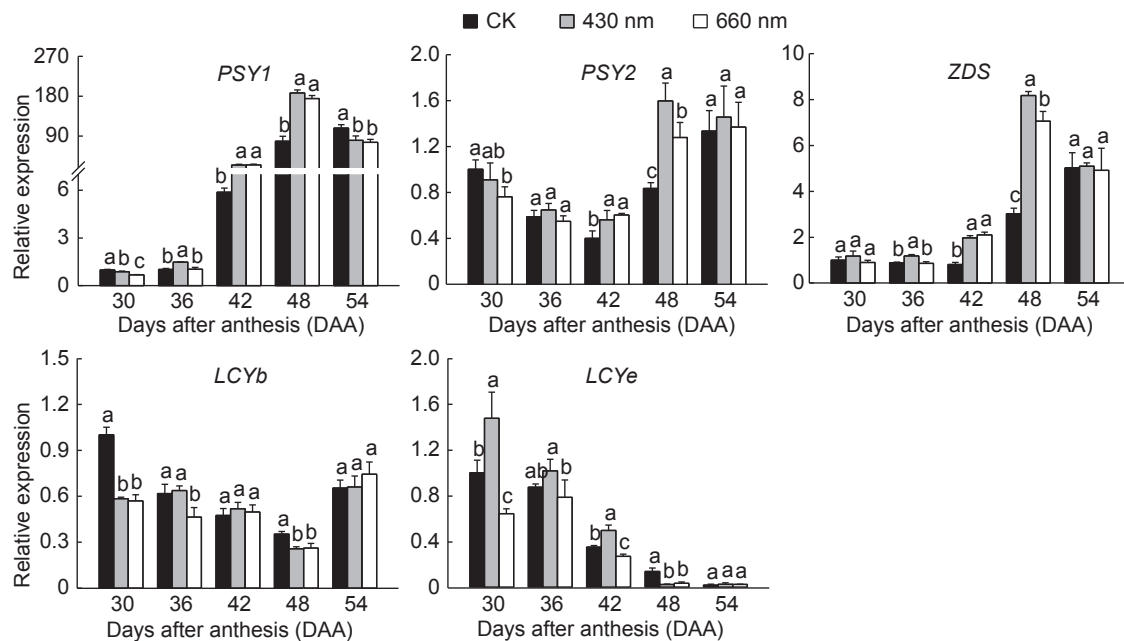 CK 430 nm 660 nm
PSY1
Relative expression
270
180
90
6
3
0
a b c
b a b
b a a
b a a
a b b
30 36 42 48 54
Days after anthesis (DAA)
PSY2
2.0
1.6
1.2
0.8
0.4
0
a ab b
a a a
b a a
c a b
a a a
30 36 42 48 54
Days after anthesis (DAA)
ZDS
10
8
6
4
2
0
a a a
b a b
b a a
c a b
a a a
30 36 42 48 54
Days after anthesis (DAA)
LCYb
Relative expression
1.5
1.2
0.9
0.6
0.3
0
a b b
a a b
a a a
a b b
a a a
30 36 42 48 54
Days after anthesis (DAA)
LCYe
2.0
1.6
1.2
0.8
0.4
0
b a c
ab a b
b a c
a b b
a a a
30 36 42 48 54
Days after anthesis (DAA)